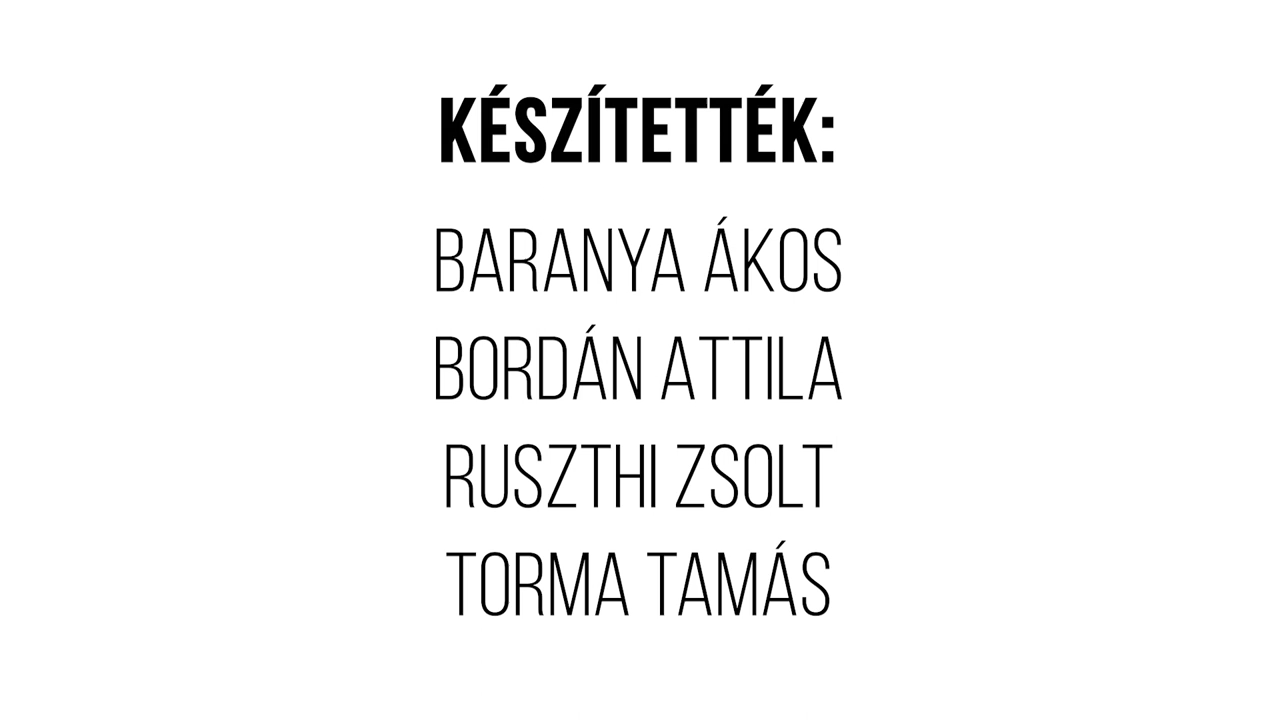 KÉSZÍTETTÉK:
BARANYA ÁKOS
BORDÁN ATTILA
RUSZTHI ZSOLT
TORMA TAMÁS